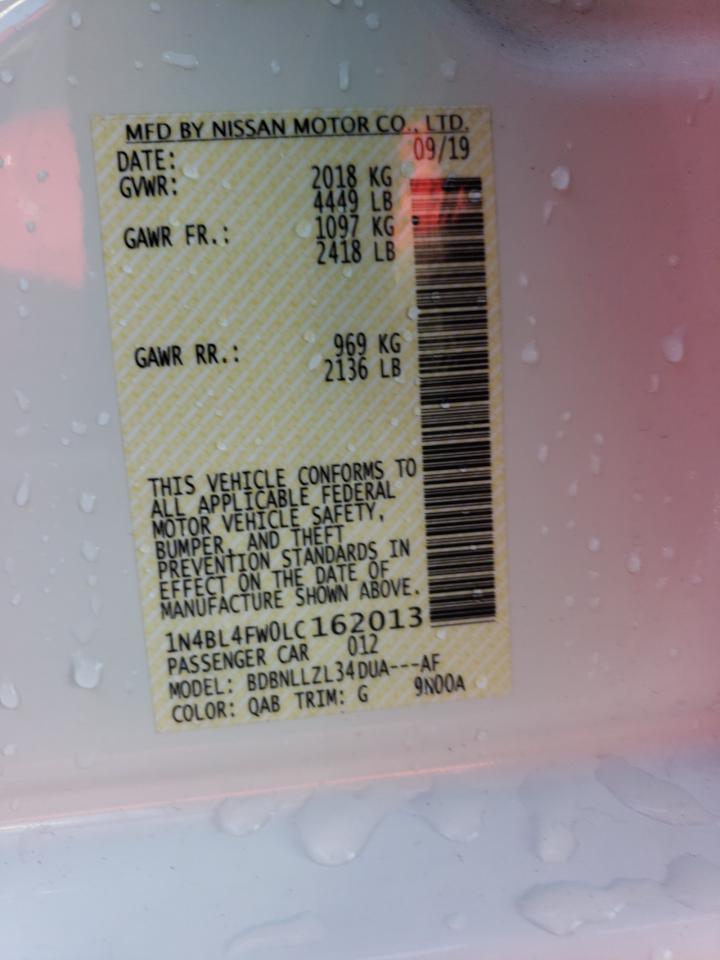 MFD BY NISSAN MOTOR CO., LTD.
DATE: 09/19
GVWR: 2018 KG
4449 LB
GAWR FR.: 1097 KG
2418 LB
GAWR RR.: 969 KG
2136 LB
THIS VEHICLE CONFORMS TO
ALL APPLICABLE FEDERAL
MOTOR VEHICLE SAFETY,
BUMPER, AND THEFT
PREVENTION STANDARDS IN
EFFECT ON THE DATE OF
MANUFACTURE SHOWN ABOVE.
1N4BL4FW0LC162013
PASSENGER CAR 012
MODEL: BDBNLLZL34DUA---AF
COLOR: QAB TRIM: G 9N00A